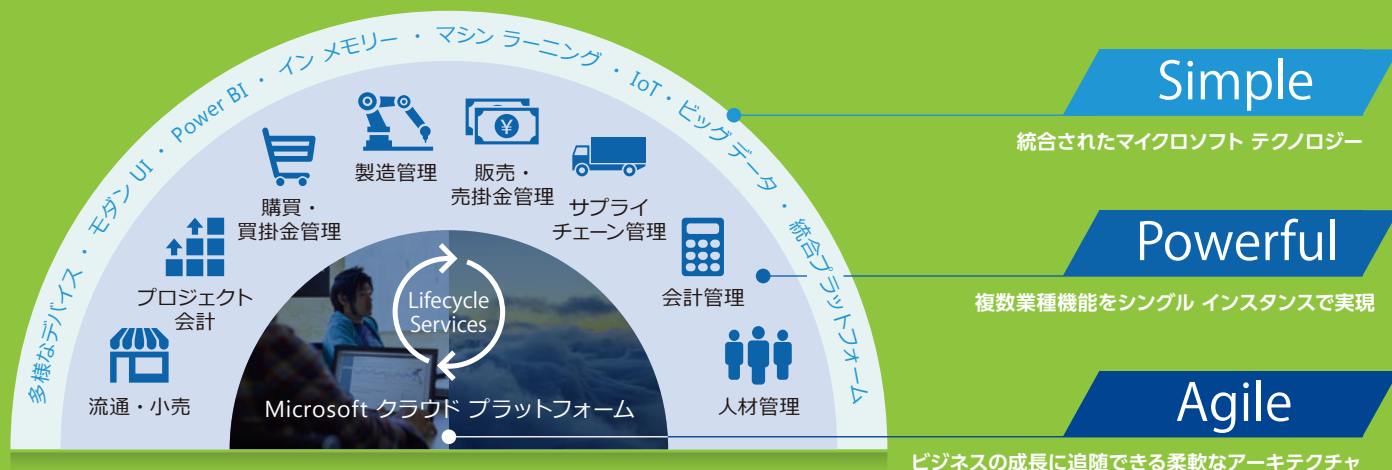 多様なデバイス・モダン UI・Power BI・イン メモリー・マシン ラーニング・IoT・ビッグ データ・統合プラットフォーム
流通・小売
プロジェクト
会計
購買・
買掛金管理
製造管理
販売・
売掛金管理
サプライ
チェーン管理
会計管理
人材管理
Lifecycle
Services
Microsoft クラウド プラットフォーム
Simple
統合されたマイクロソフト テクノロジー
Powerful
複数業種機能をシングル インスタンスで実現
Agile
ビジネスの成長に追随できる柔軟なアーキテクチャ